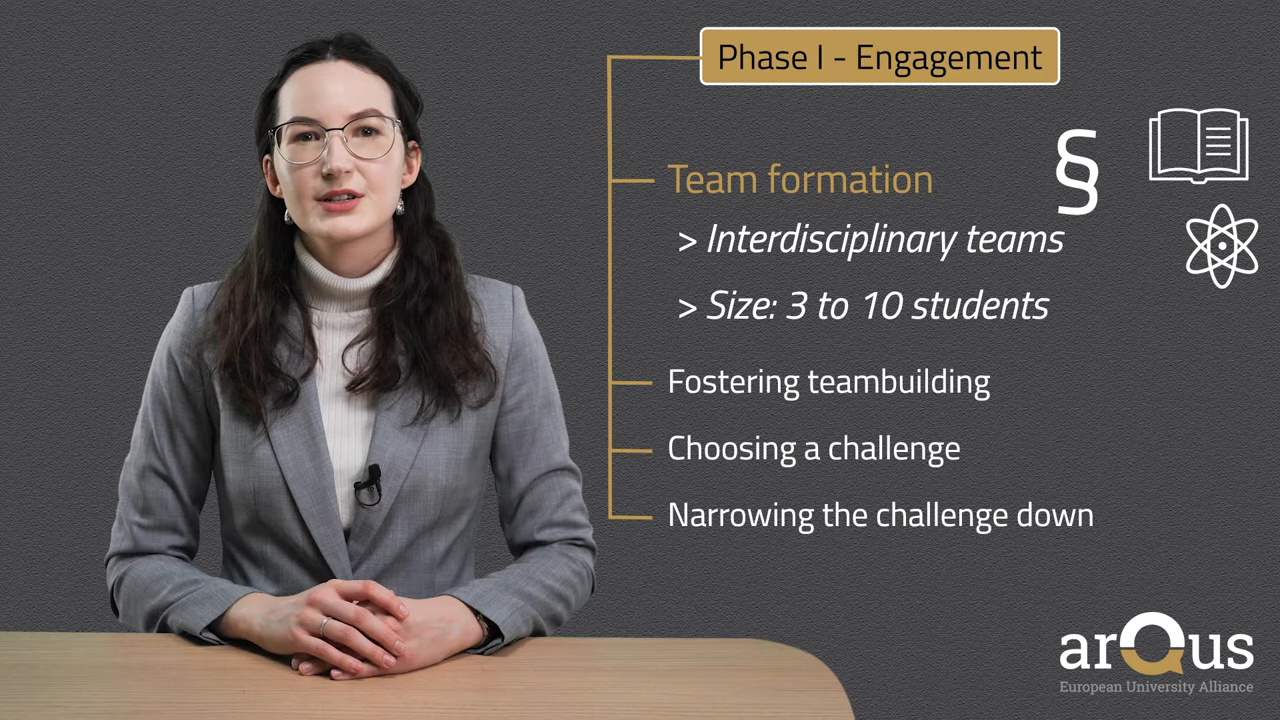 Phase I - Engagement
Team formation
§
> Interdisciplinary teams
> Size: 3 to 10 students
Fostering teambuilding
Choosing a challenge
Narrowing the challenge down
arQus
European University Alliance